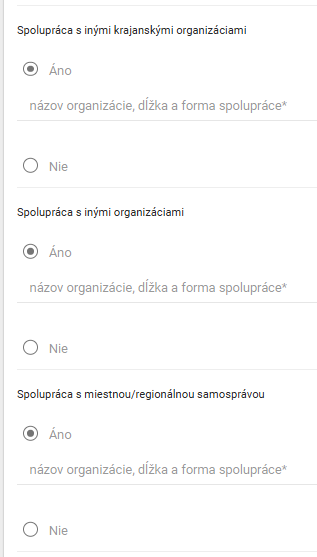 Spolupráca s inými krajanskými organizáciami
Áno
názov organizácie, dĺžka a forma spolupráce*
Nie
Spolupráca s inými organizáciami
Áno
názov organizácie, dĺžka a forma spolupráce*
Nie
Spolupráca s miestnou/regionálnou samosprávou
Áno
názov organizácie, dĺžka a forma spolupráce*
Nie